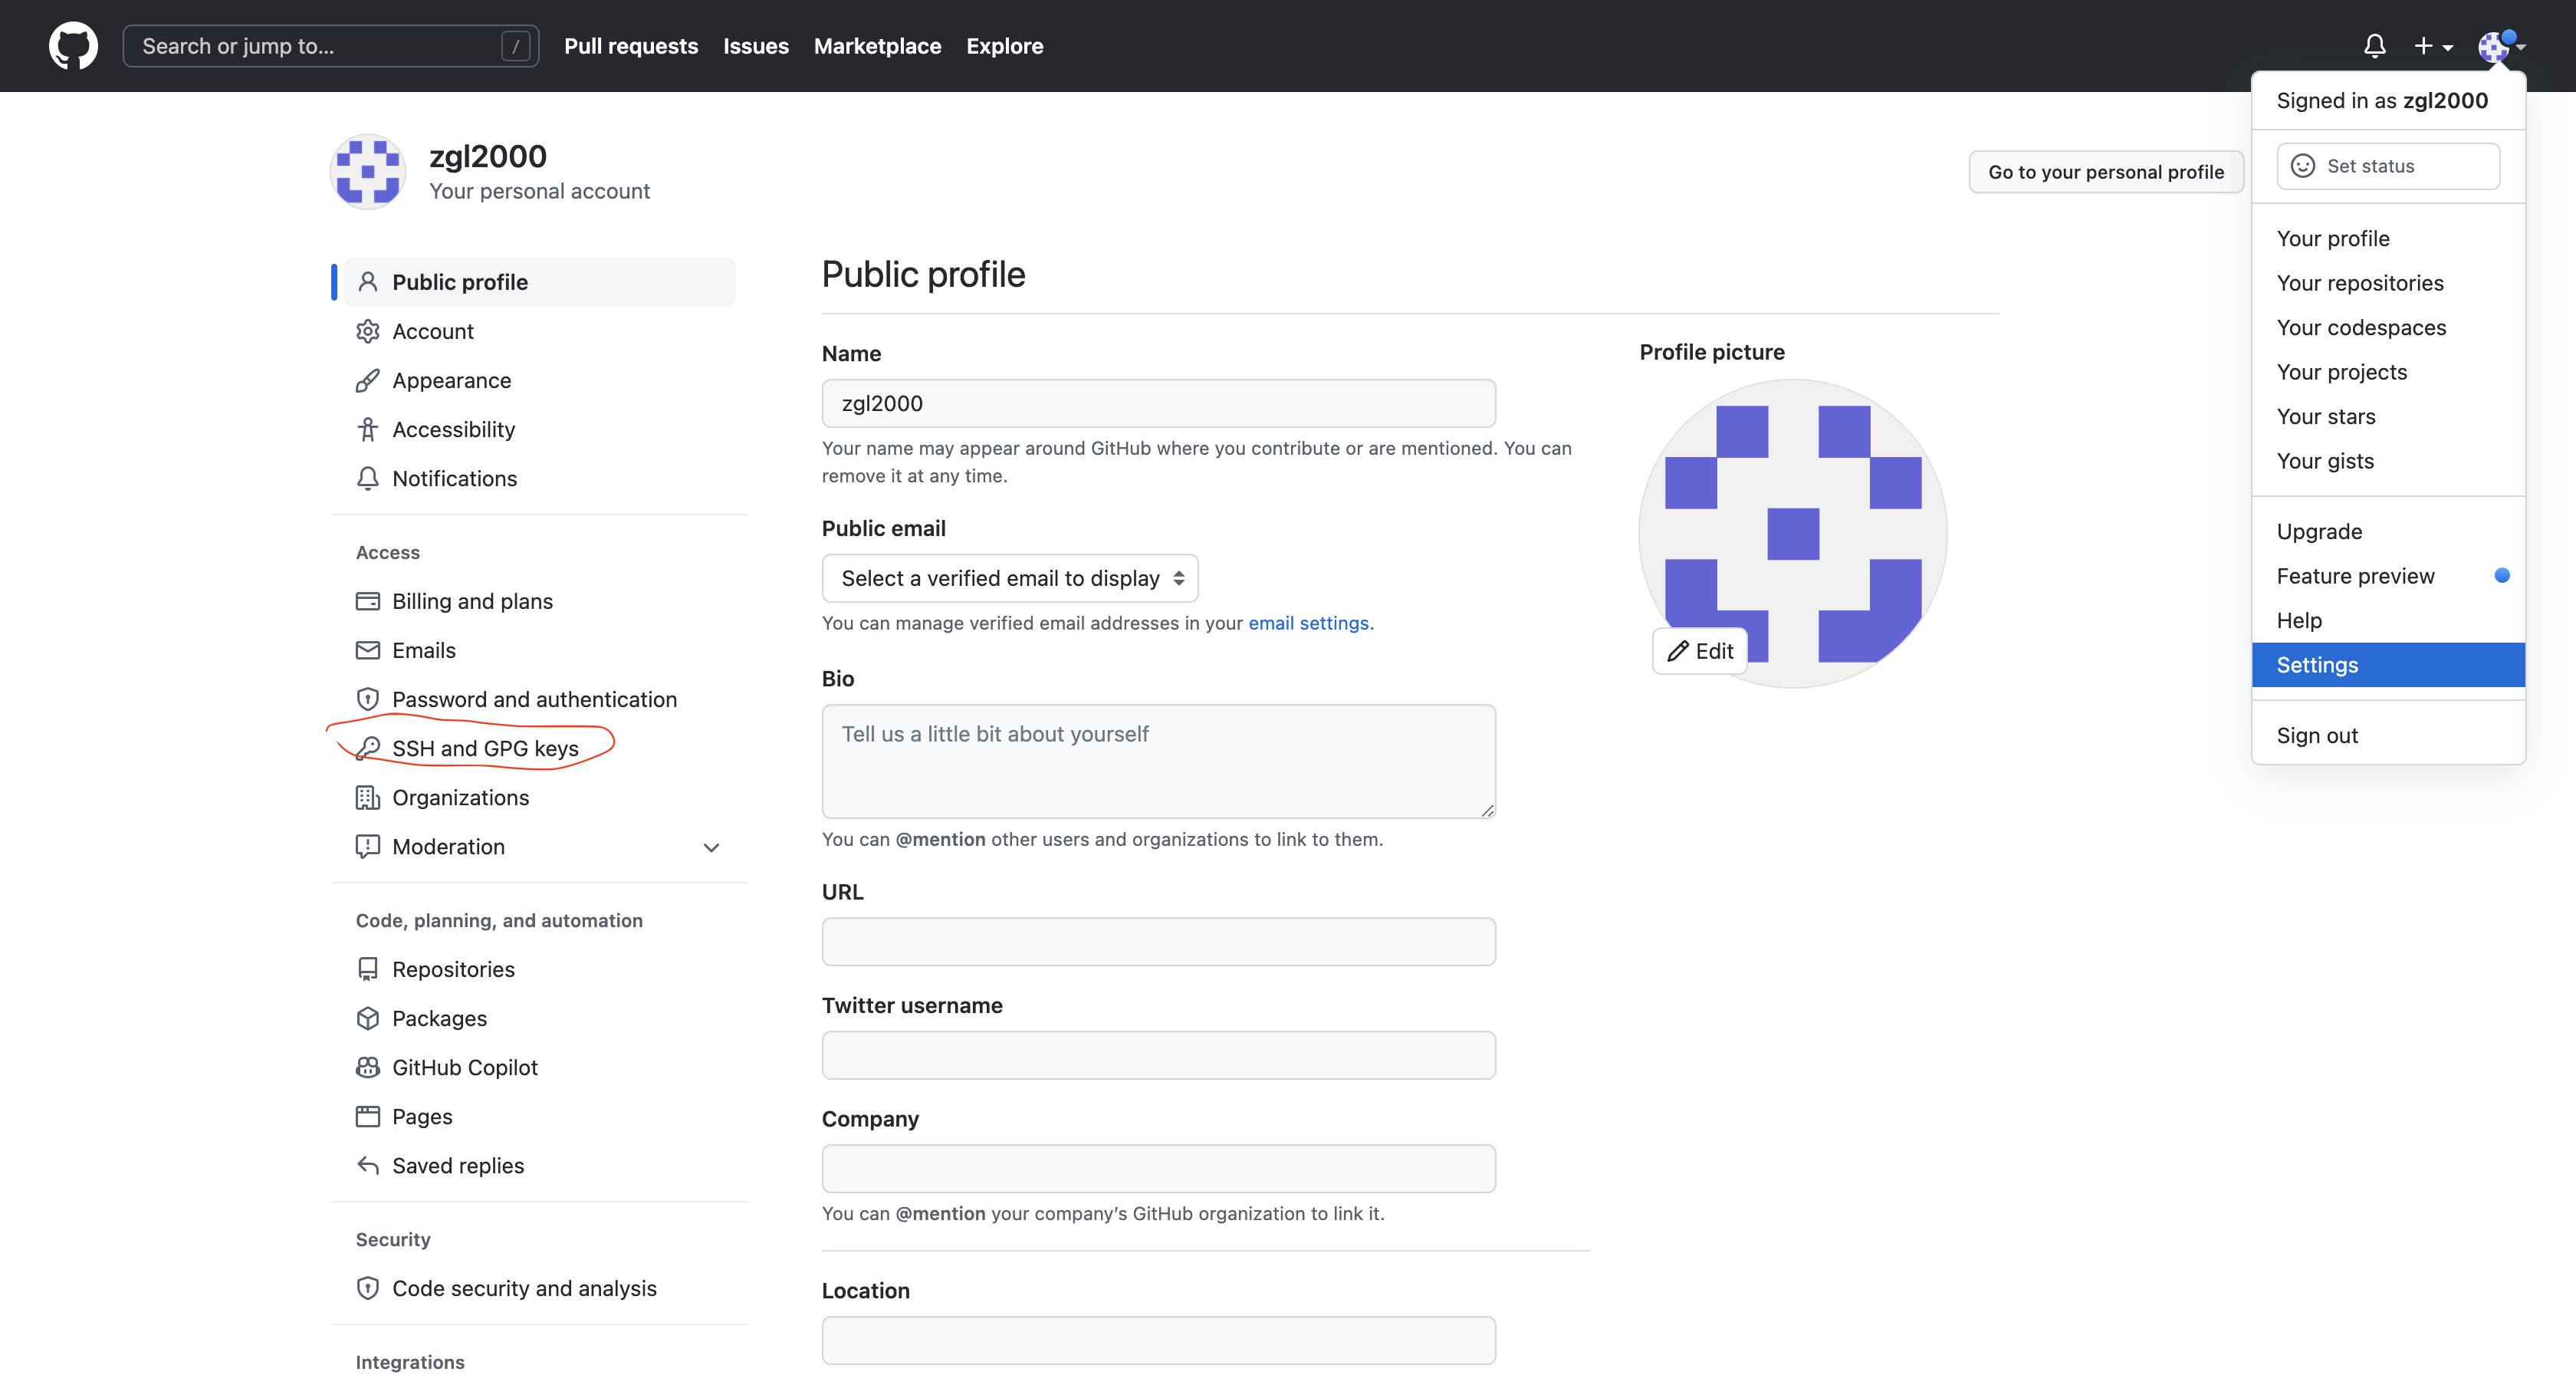 Search or jump to...
/
Pull requests
Issues
Marketplace
Explore
Signed in as zgl2000
Set status
Your profile
Your repositories
Your codespaces
Your projects
Your stars
Your gists
Upgrade
Feature preview
Help
Settings
Sign out
zgl2000
Your personal account
Go to your personal profile
Public profile
Account
Appearance
Accessibility
Notifications
Access
Billing and plans
Emails
Password and authentication
SSH and GPG keys
Organizations
Moderation
Code, planning, and automation
Repositories
Packages
GitHub Copilot
Pages
Saved replies
Security
Code security and analysis
Integrations
Public profile
Name
zgl2000
Your name may appear around GitHub where you contribute or are mentioned. You can
remove it at any time.
Public email
Select a verified email to display
You can manage verified email addresses in your email settings.
Bio
Tell us a little bit about yourself
You can @mention other users and organizations to link to them.
URL
Twitter username
Company
You can @mention your company’s GitHub organization to link it.
Location
Profile picture
Edit